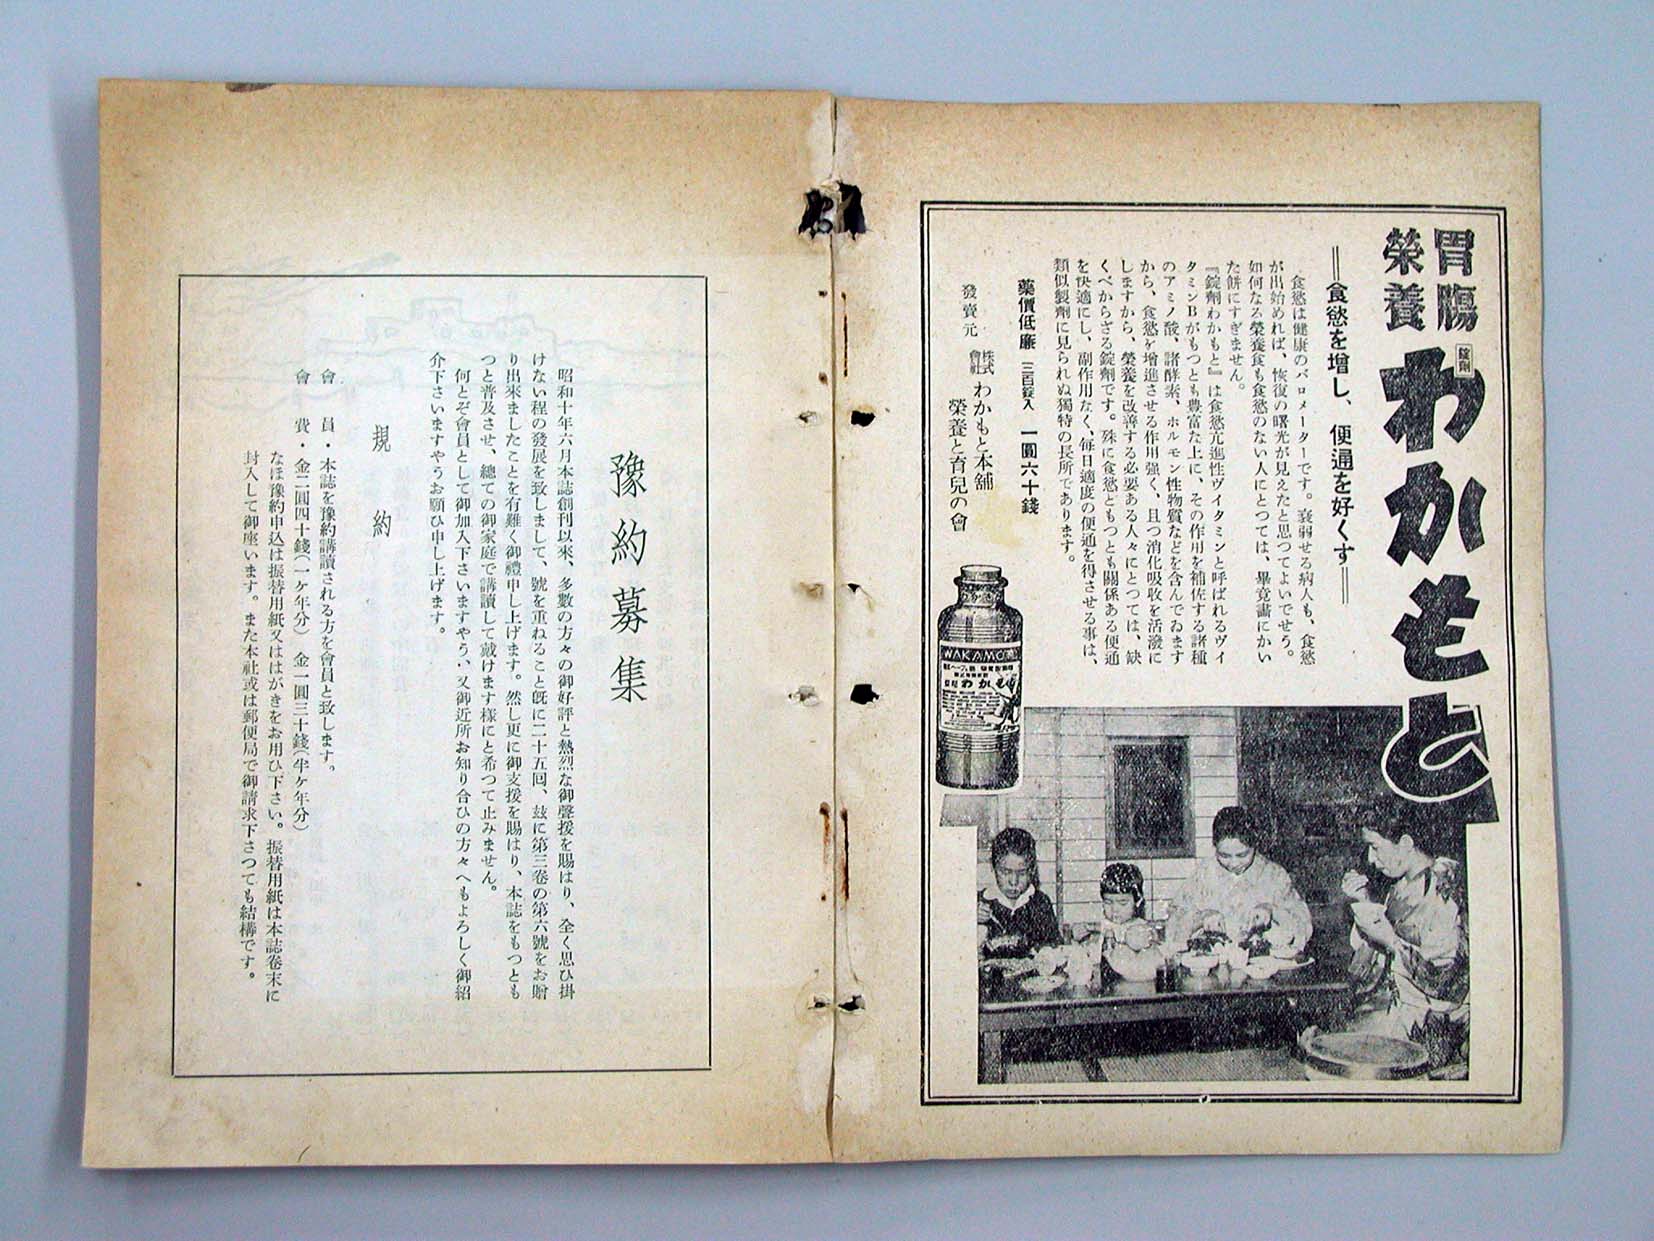 胃腸
榮養
錠剤
わかもと
＝食慾を增し、便通を好くす＝
食慾は健康のバロメーターです。衰弱せる病人も、食慾
が出始めれば、恢復の曙光が見えたと思つてよいでせう。
如何なる榮養食も食慾のない人にとつては、畢竟畫にかい
た餅にすぎません。
『錠劑わかもと』は食慾亢進性ヴイタミンと呼ばれるヴイ
タミンBがもつとも豊富な上に、その作用を補佐する諸種
のアミノ酸、諸酵素、ホルモン性物質などを含んでゐます
から、食慾を增進させる作用強く、且つ消化吸收を活潑に
しますから、榮養を改善する必要ある人々にとつては、缺
くべからざる錠劑です。殊に食慾ともつとも關係ある便通
を快適にし、副作用なく、每日適度の便通を得させる事は、
類似製劑に見られぬ獨特の長所であります。
藥價低廉 三百錠入 一圓六十錢
發賣元 株式會社 わかもと本舖
榮養と育兒の會
WAKAMOTO
錠剤わかもと
豫約募集
昭和十年六月本誌創刊以來、多數の方々の御好評と熱烈な御聲援を賜はり、全く思ひ掛
けない程の發展を致しまして、號を重ねること旣に二十五回、玆に第三卷の第六號をお贈
り出來ましたことを有難く御禮申し上げます。然し更に御支援を賜はり、本誌をもつとも
つと普及させ、總ての御家庭で講讀して戴けます樣にと希つて止みません。
何とぞ會員として御加入下さいますやう、又御近所お知り合ひの方々へもよろしく御紹
介下さいますやうお願ひ申し上げます。
規約
會 員・本誌を豫約講讀される方を會員と致します。
會 費・金二圓四十錢(一ケ年分) 金一圓三十錢(半ケ年分)
なほ豫約申込は振替用紙又ははがきをお用ひ下さい。振替用紙は本誌卷末に
封入して御座います。また本社或は郵便局で御請求下さつても結構です。